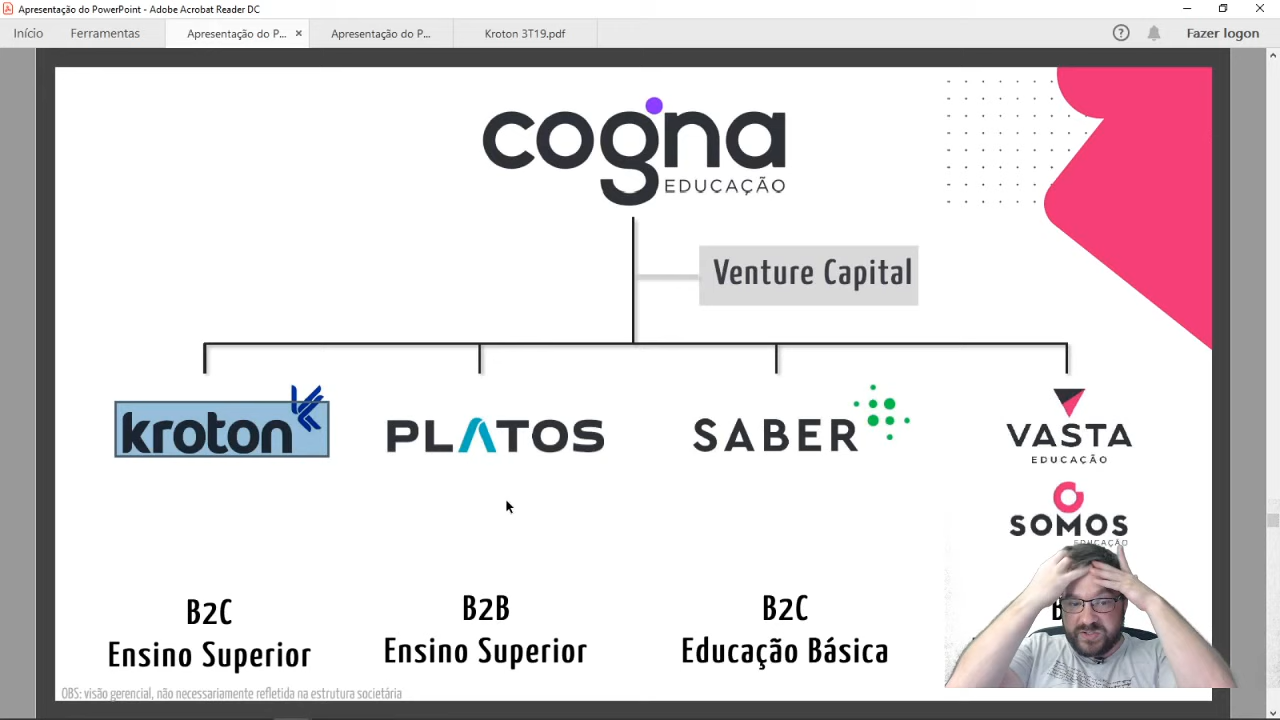 Apresentação do PowerPoint - Adobe Acrobat Reader DC
Início Ferramentas Apresentação do P... × Apresentação do P... Kroton 3T19.pdf Fazer logon
cogna
EDUCAÇÃO
Venture Capital
kroton PLATOS SABER VASTA
EDUCAÇÃO
SOMOS
EDUCAÇÃO
B2C B2B B2C
Ensino Superior Ensino Superior Educação Básica
OBS: visão gerencial, não necessariamente refletida na estrutura societária